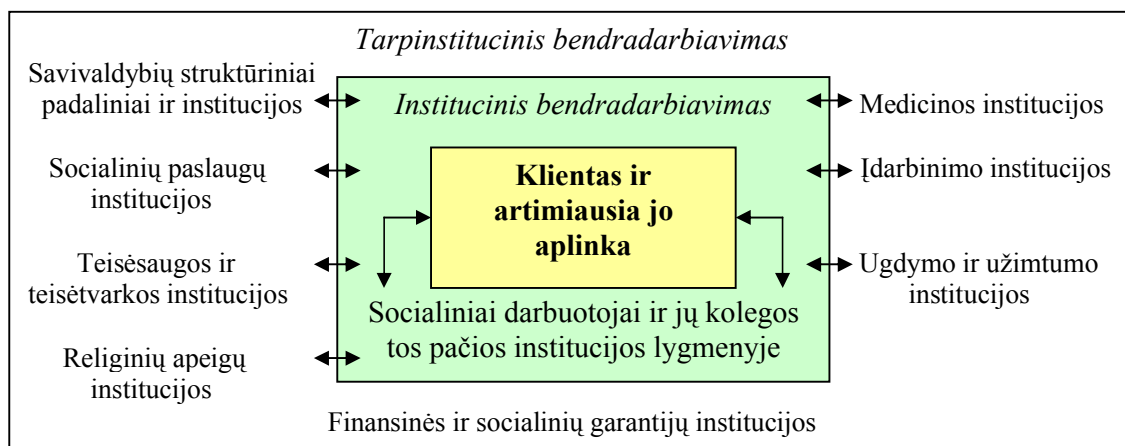 Tarpinstitucinis bendradarbiavimas
Savivaldybių struktūriniai
padaliniai ir institucijos
Socialinių paslaugų
institucijos
Teisėsaugos ir
teisėtvarkos institucijos
Religinių apeigų
institucijos
Institucinis bendradarbiavimas
Klientas ir
artimiausia jo
aplinka
Socialiniai darbuotojai ir jų kolegos
tos pačios institucijos lygmenyje
Medicinos institucijos
Įdarbinimo institucijos
Ugdymo ir užimtumo
institucijos
Finansinės ir socialinių garantijų institucijos